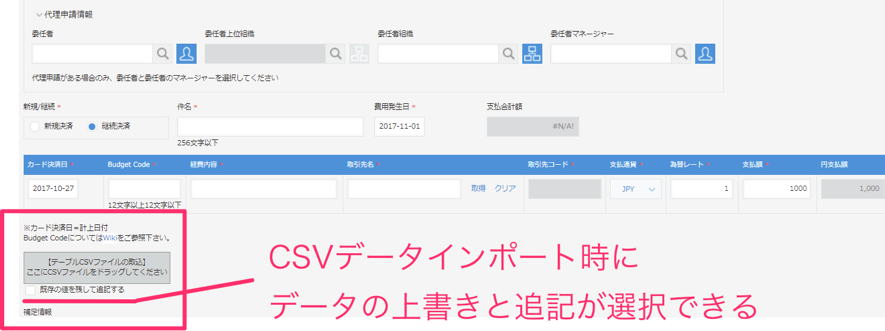 代理申請情報
委任者 委任者上位組織 委任者組織 委任者マネージャー
代理申請がある場合のみ、委任者と委任者のマネージャーを選択してください
新規/継続 * 件名 * 費用発生日 * 支払合計額
新規決済 継続決済 2017-11-01 #N/A!
256文字以下
カード決済日 * Budget Code * 経費内容 * 取引先名 * 取引先コード * 支払通貨 * 為替レート * 支払額 * 円支払額
2017-10-27 取得 クリア JPY 1 1000 1,000
12文字以上12文字以下
※カード決済日＝計上日付
Budget CodeについてはWikiをご参照下さい。
【テーブルCSVファイルの取込】
ここにCSVファイルをドラッグしてください
既存の値を残して追記する
補足情報
CSVデータインポート時に
データの上書きと追記が選択できる